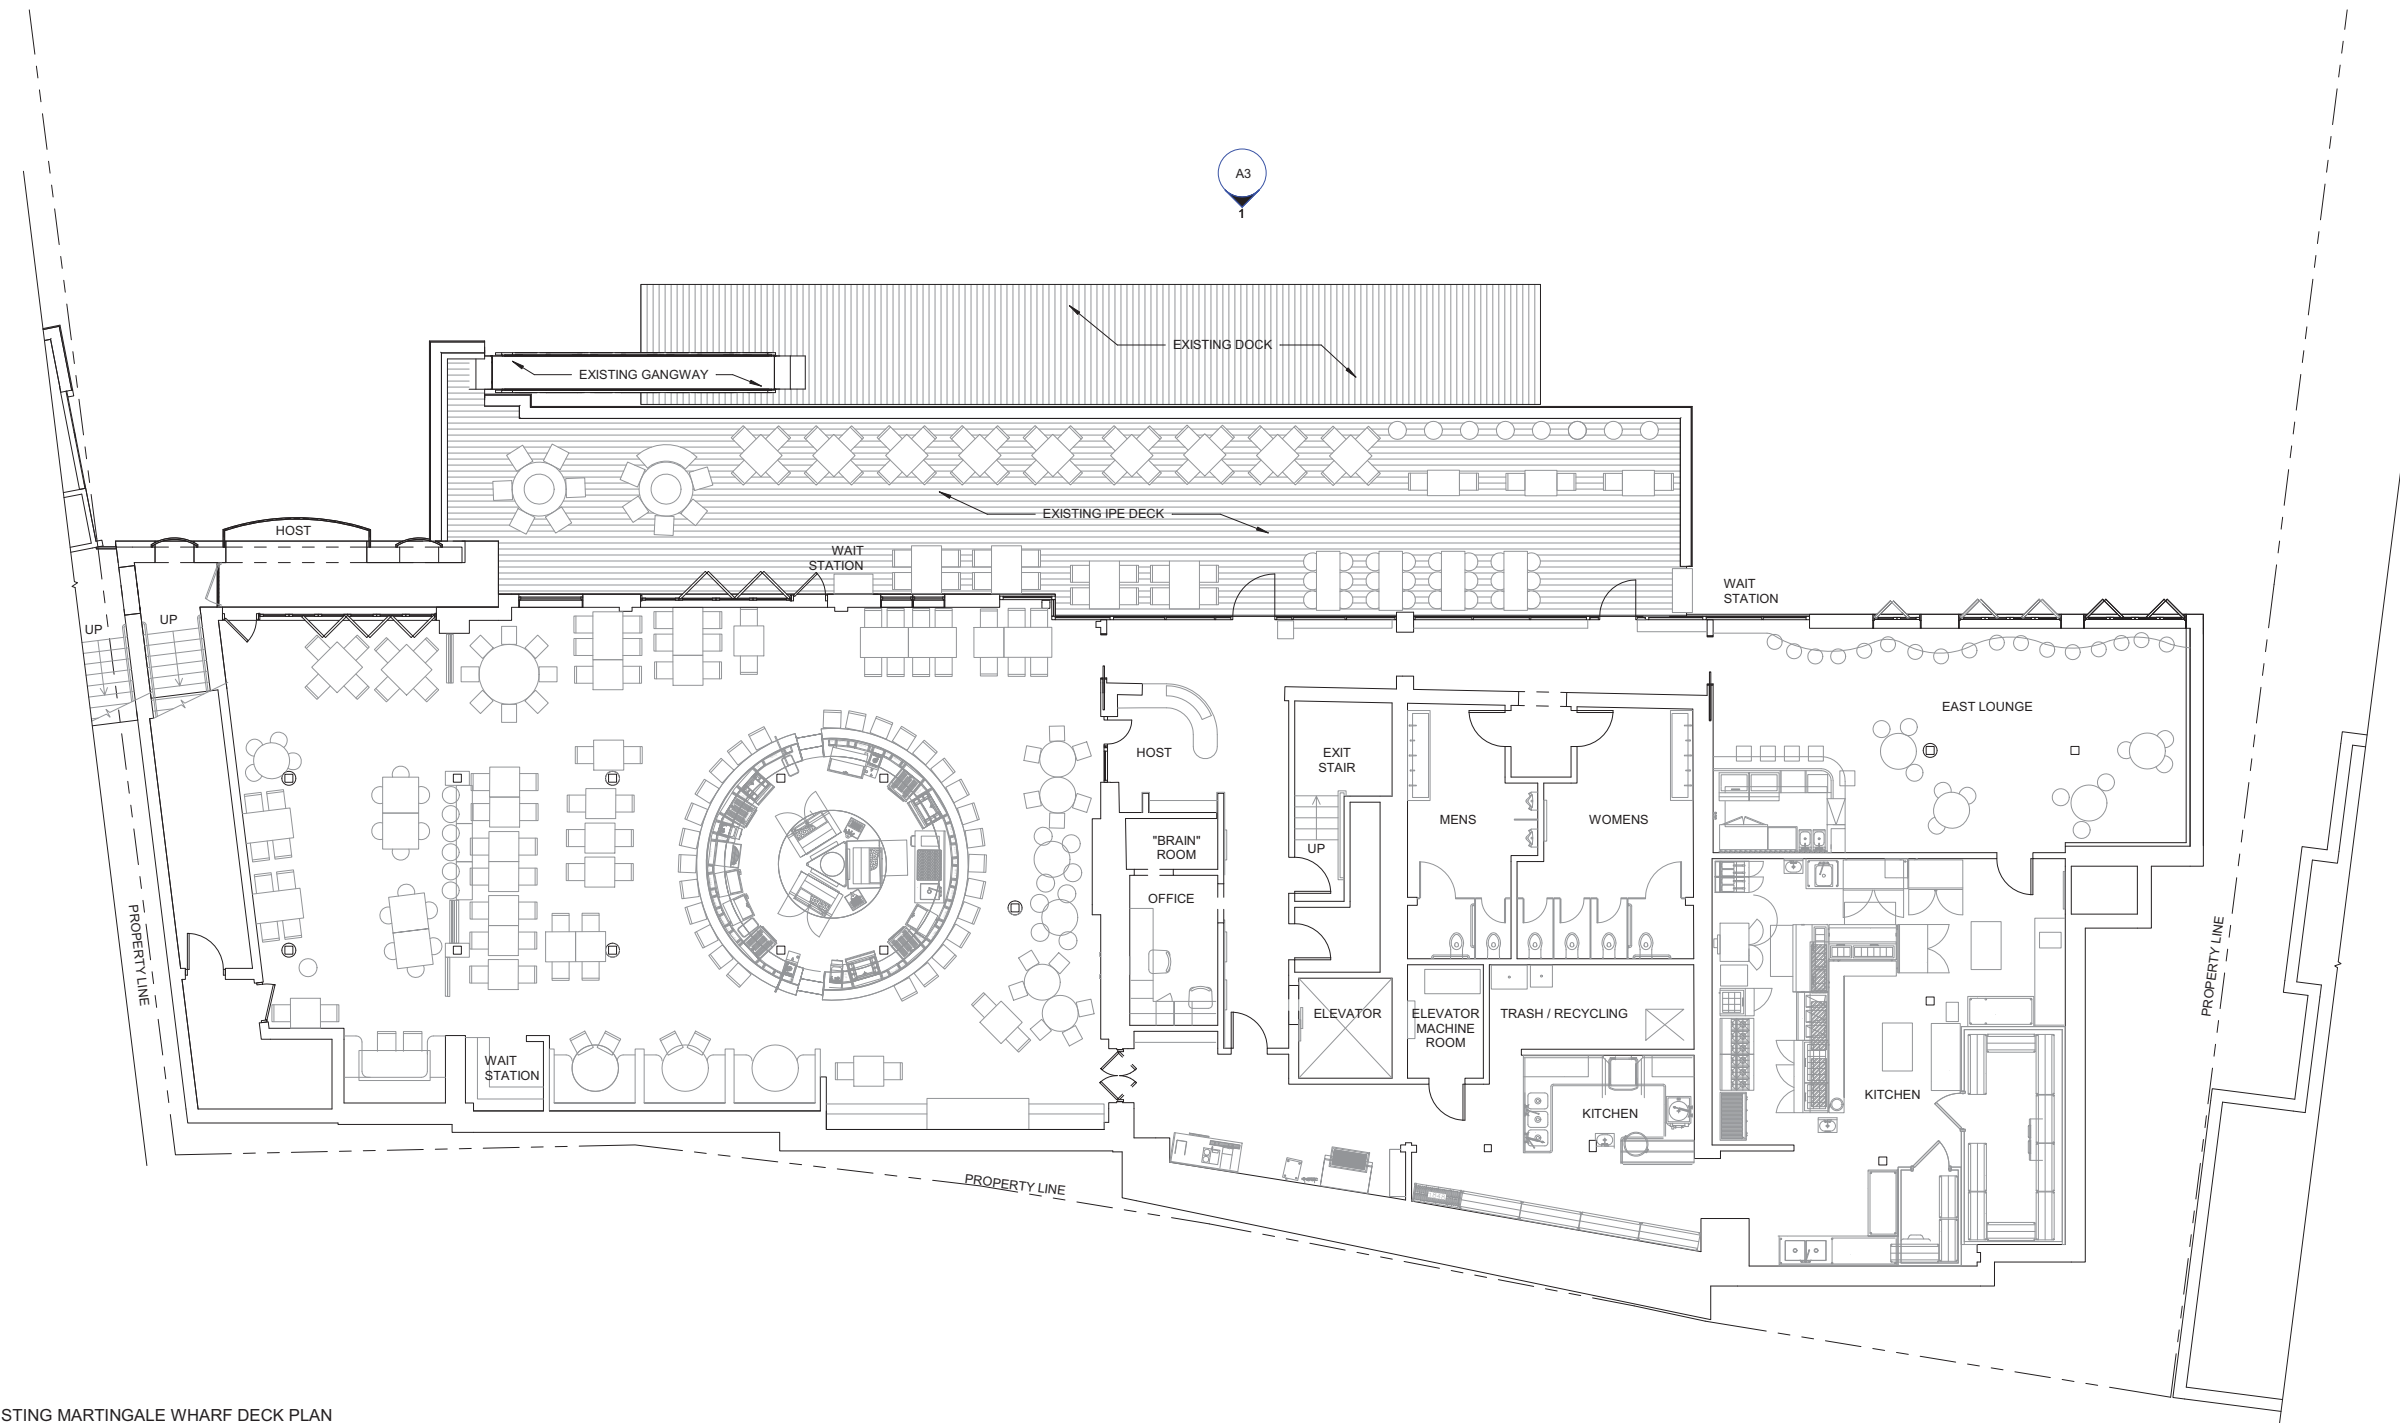 A3
1
EXISTING DOCK
EXISTING GANGWAY
EXISTING IPE DECK
HOST
WAIT
STATION
WAIT
STATION
UP
UP
EAST LOUNGE
HOST
EXIT
STAIR
UP
MENS
WOMENS
"BRAIN"
ROOM
OFFICE
PROPERTY LINE
PROPERTY LINE
ELEVATOR
ELEVATOR
MACHINE
ROOM
TRASH / RECYCLING
WAIT
STATION
KITCHEN
KITCHEN
PROPERTY LINE
STING MARTINGALE WHARF DECK PLAN